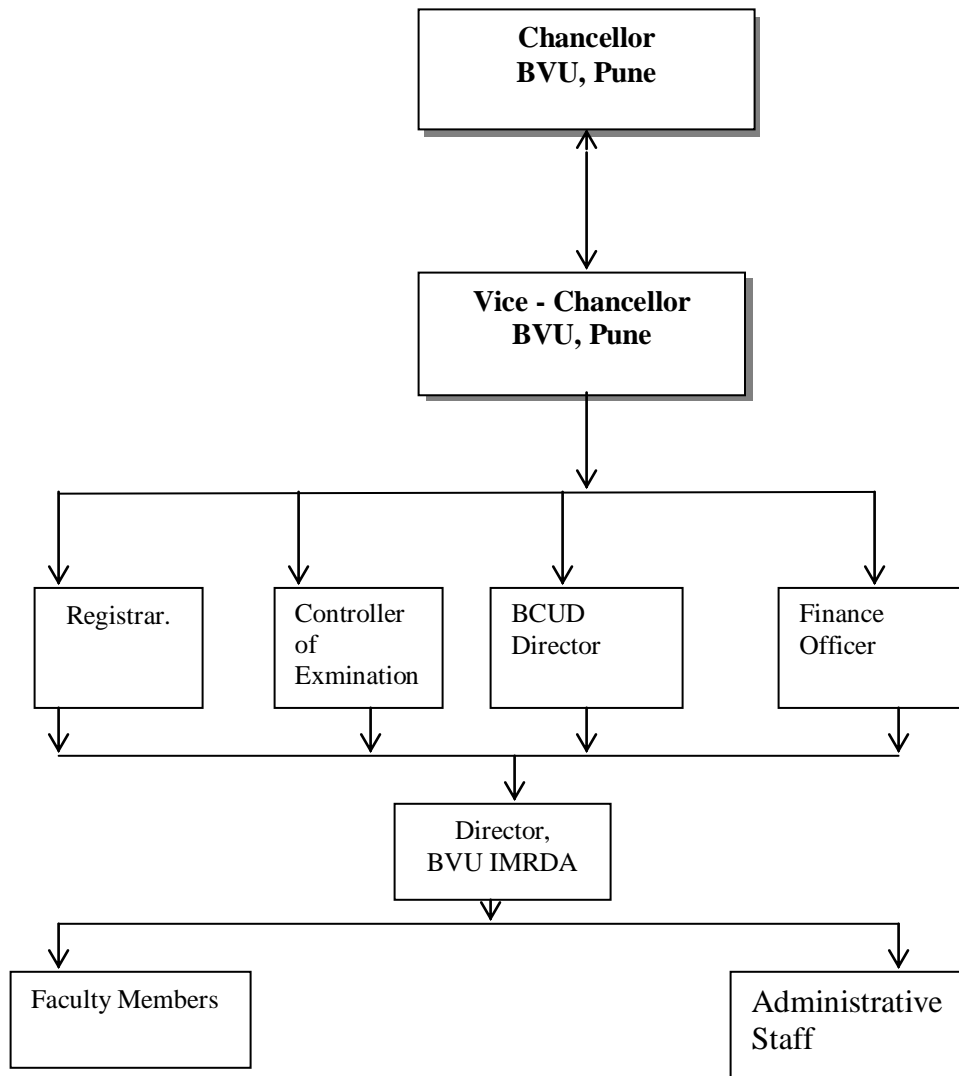 Chancellor
BVU, Pune
Vice - Chancellor
BVU, Pune
Registrar.
Controller
of
Exmination
BCUD
Director
Finance
Officer
Director,
BVU IMRDA
Faculty Members
Administrative
Staff